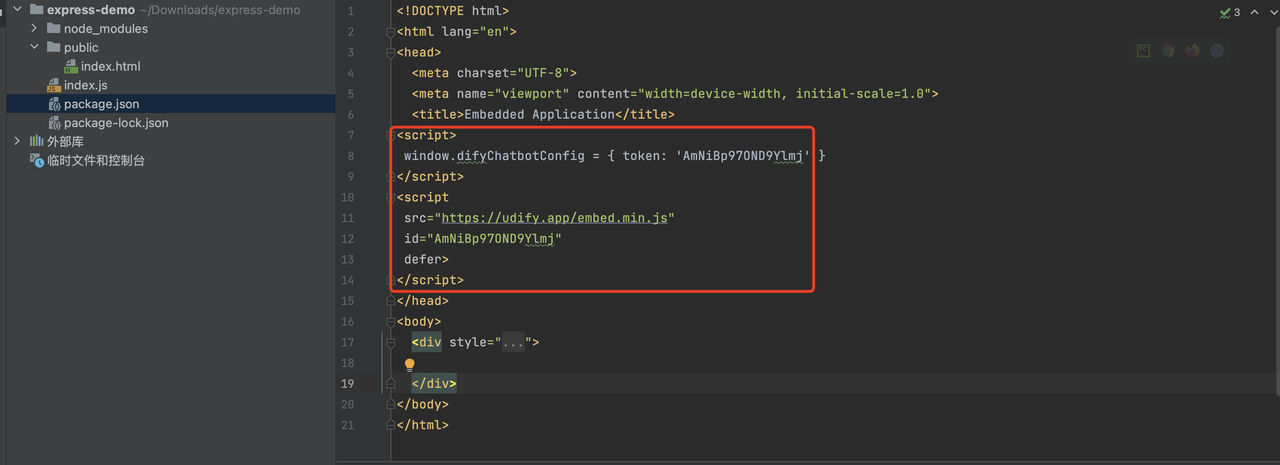 express-demo ~/Downloads/express-demo
node_modules
public
index.html
index.js
package.json
package-lock.json
外部库
临时文件和控制台
3
1 <!DOCTYPE html>
2 <html lang="en">
3 <head>
4 <meta charset="UTF-8">
5 <meta name="viewport" content="width=device-width, initial-scale=1.0">
6 <title>Embedded Application</title>
7 <script>
8 window.difyChatbotConfig = { token: 'AmNiBp97OND9Ylmj' }
9 </script>
10 <script
11 src="https://udify.app/embed.min.js"
12 id="AmNiBp97OND9Ylmj"
13 defer>
14 </script>
15 </head>
16 <body>
17 <div style="...">
18
19 </div>
20 </body>
21 </html>